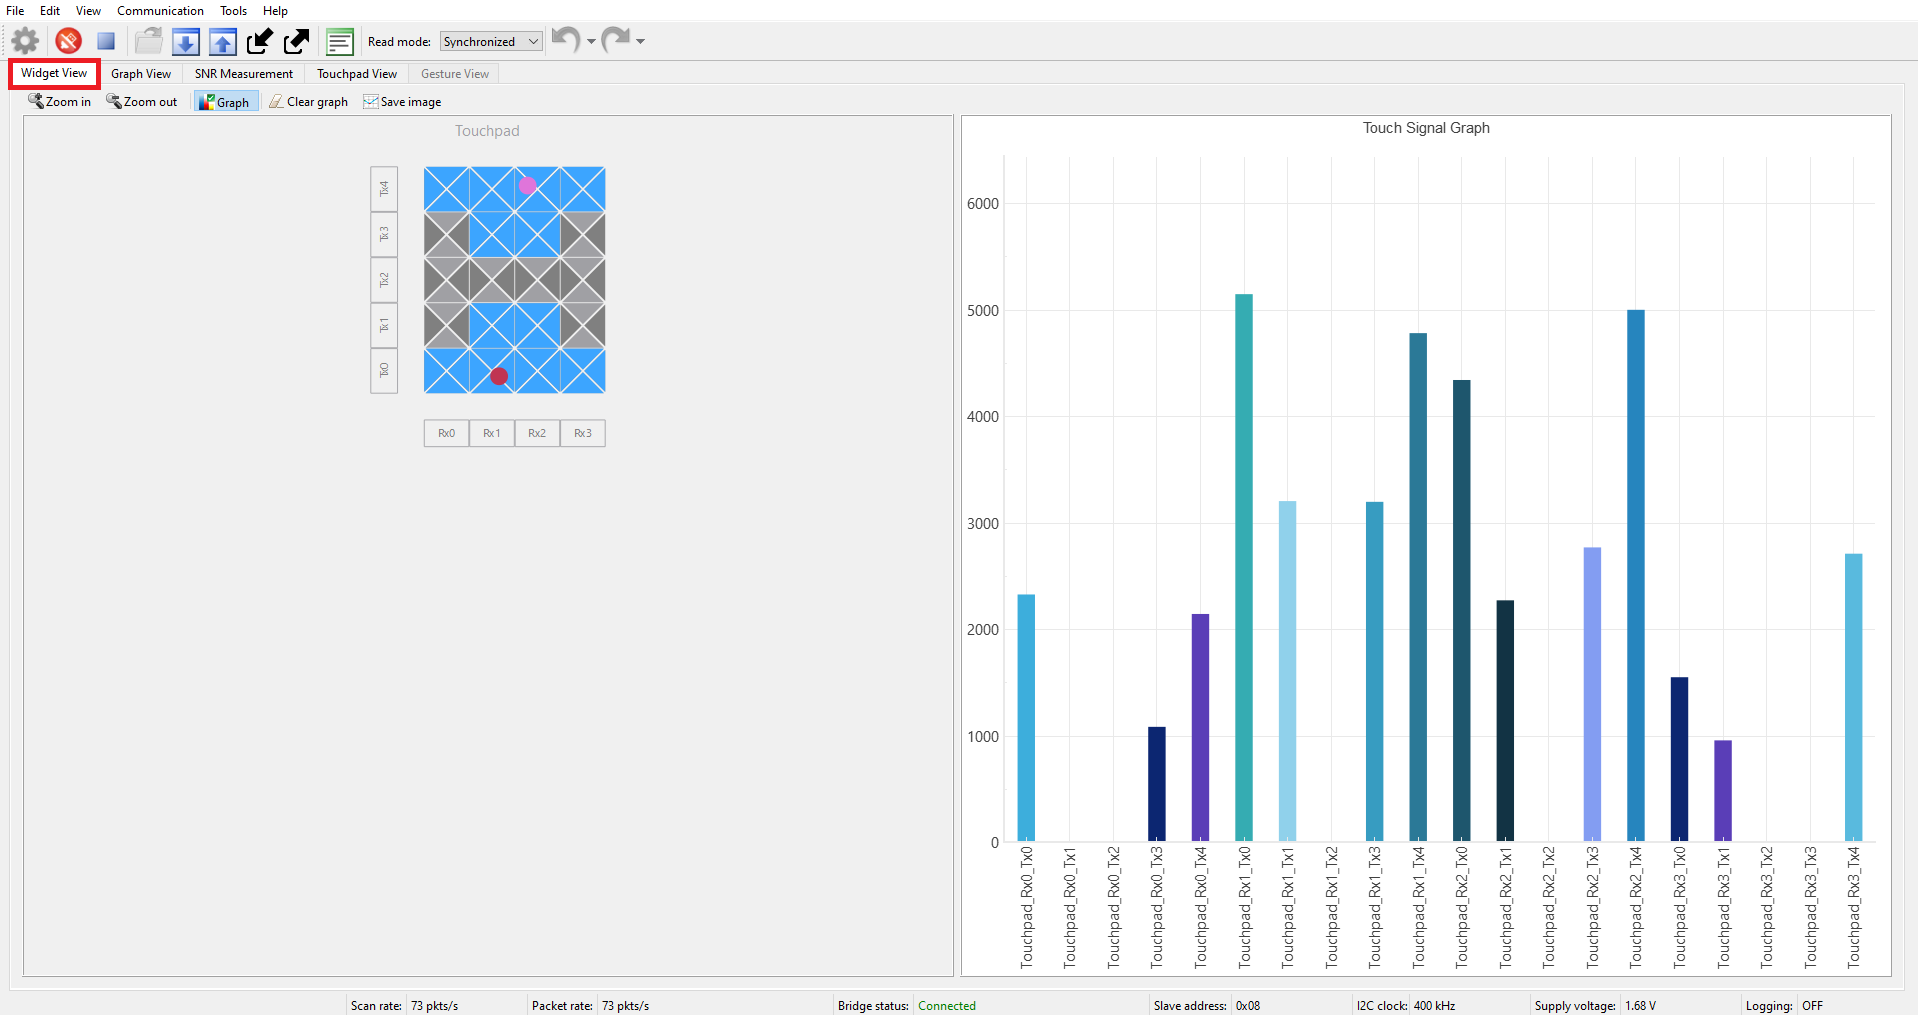 File Edit View Communication Tools Help
Read mode: Synchronized
Widget View Graph View SNR Measurement Touchpad View Gesture View
Zoom in Zoom out Graph Clear graph Save image
Touchpad
Tx4
Tx3
Tx2
Tx1
Tx0
Rx0 Rx1 Rx2 Rx3
Touch Signal Graph
6000
5000
4000
3000
2000
1000
0
Touchpad_Rx0_Tx0
Touchpad_Rx0_Tx1
Touchpad_Rx0_Tx2
Touchpad_Rx0_Tx3
Touchpad_Rx0_Tx4
Touchpad_Rx1_Tx0
Touchpad_Rx1_Tx1
Touchpad_Rx1_Tx2
Touchpad_Rx1_Tx3
Touchpad_Rx1_Tx4
Touchpad_Rx2_Tx0
Touchpad_Rx2_Tx1
Touchpad_Rx2_Tx2
Touchpad_Rx2_Tx3
Touchpad_Rx2_Tx4
Touchpad_Rx3_Tx0
Touchpad_Rx3_Tx1
Touchpad_Rx3_Tx2
Touchpad_Rx3_Tx3
Touchpad_Rx3_Tx4
Scan rate: 73 pkts/s Packet rate: 73 pkts/s Bridge status: Connected Slave address: 0x08 I2C clock: 400 kHz Supply voltage: 1.68 V Logging: OFF